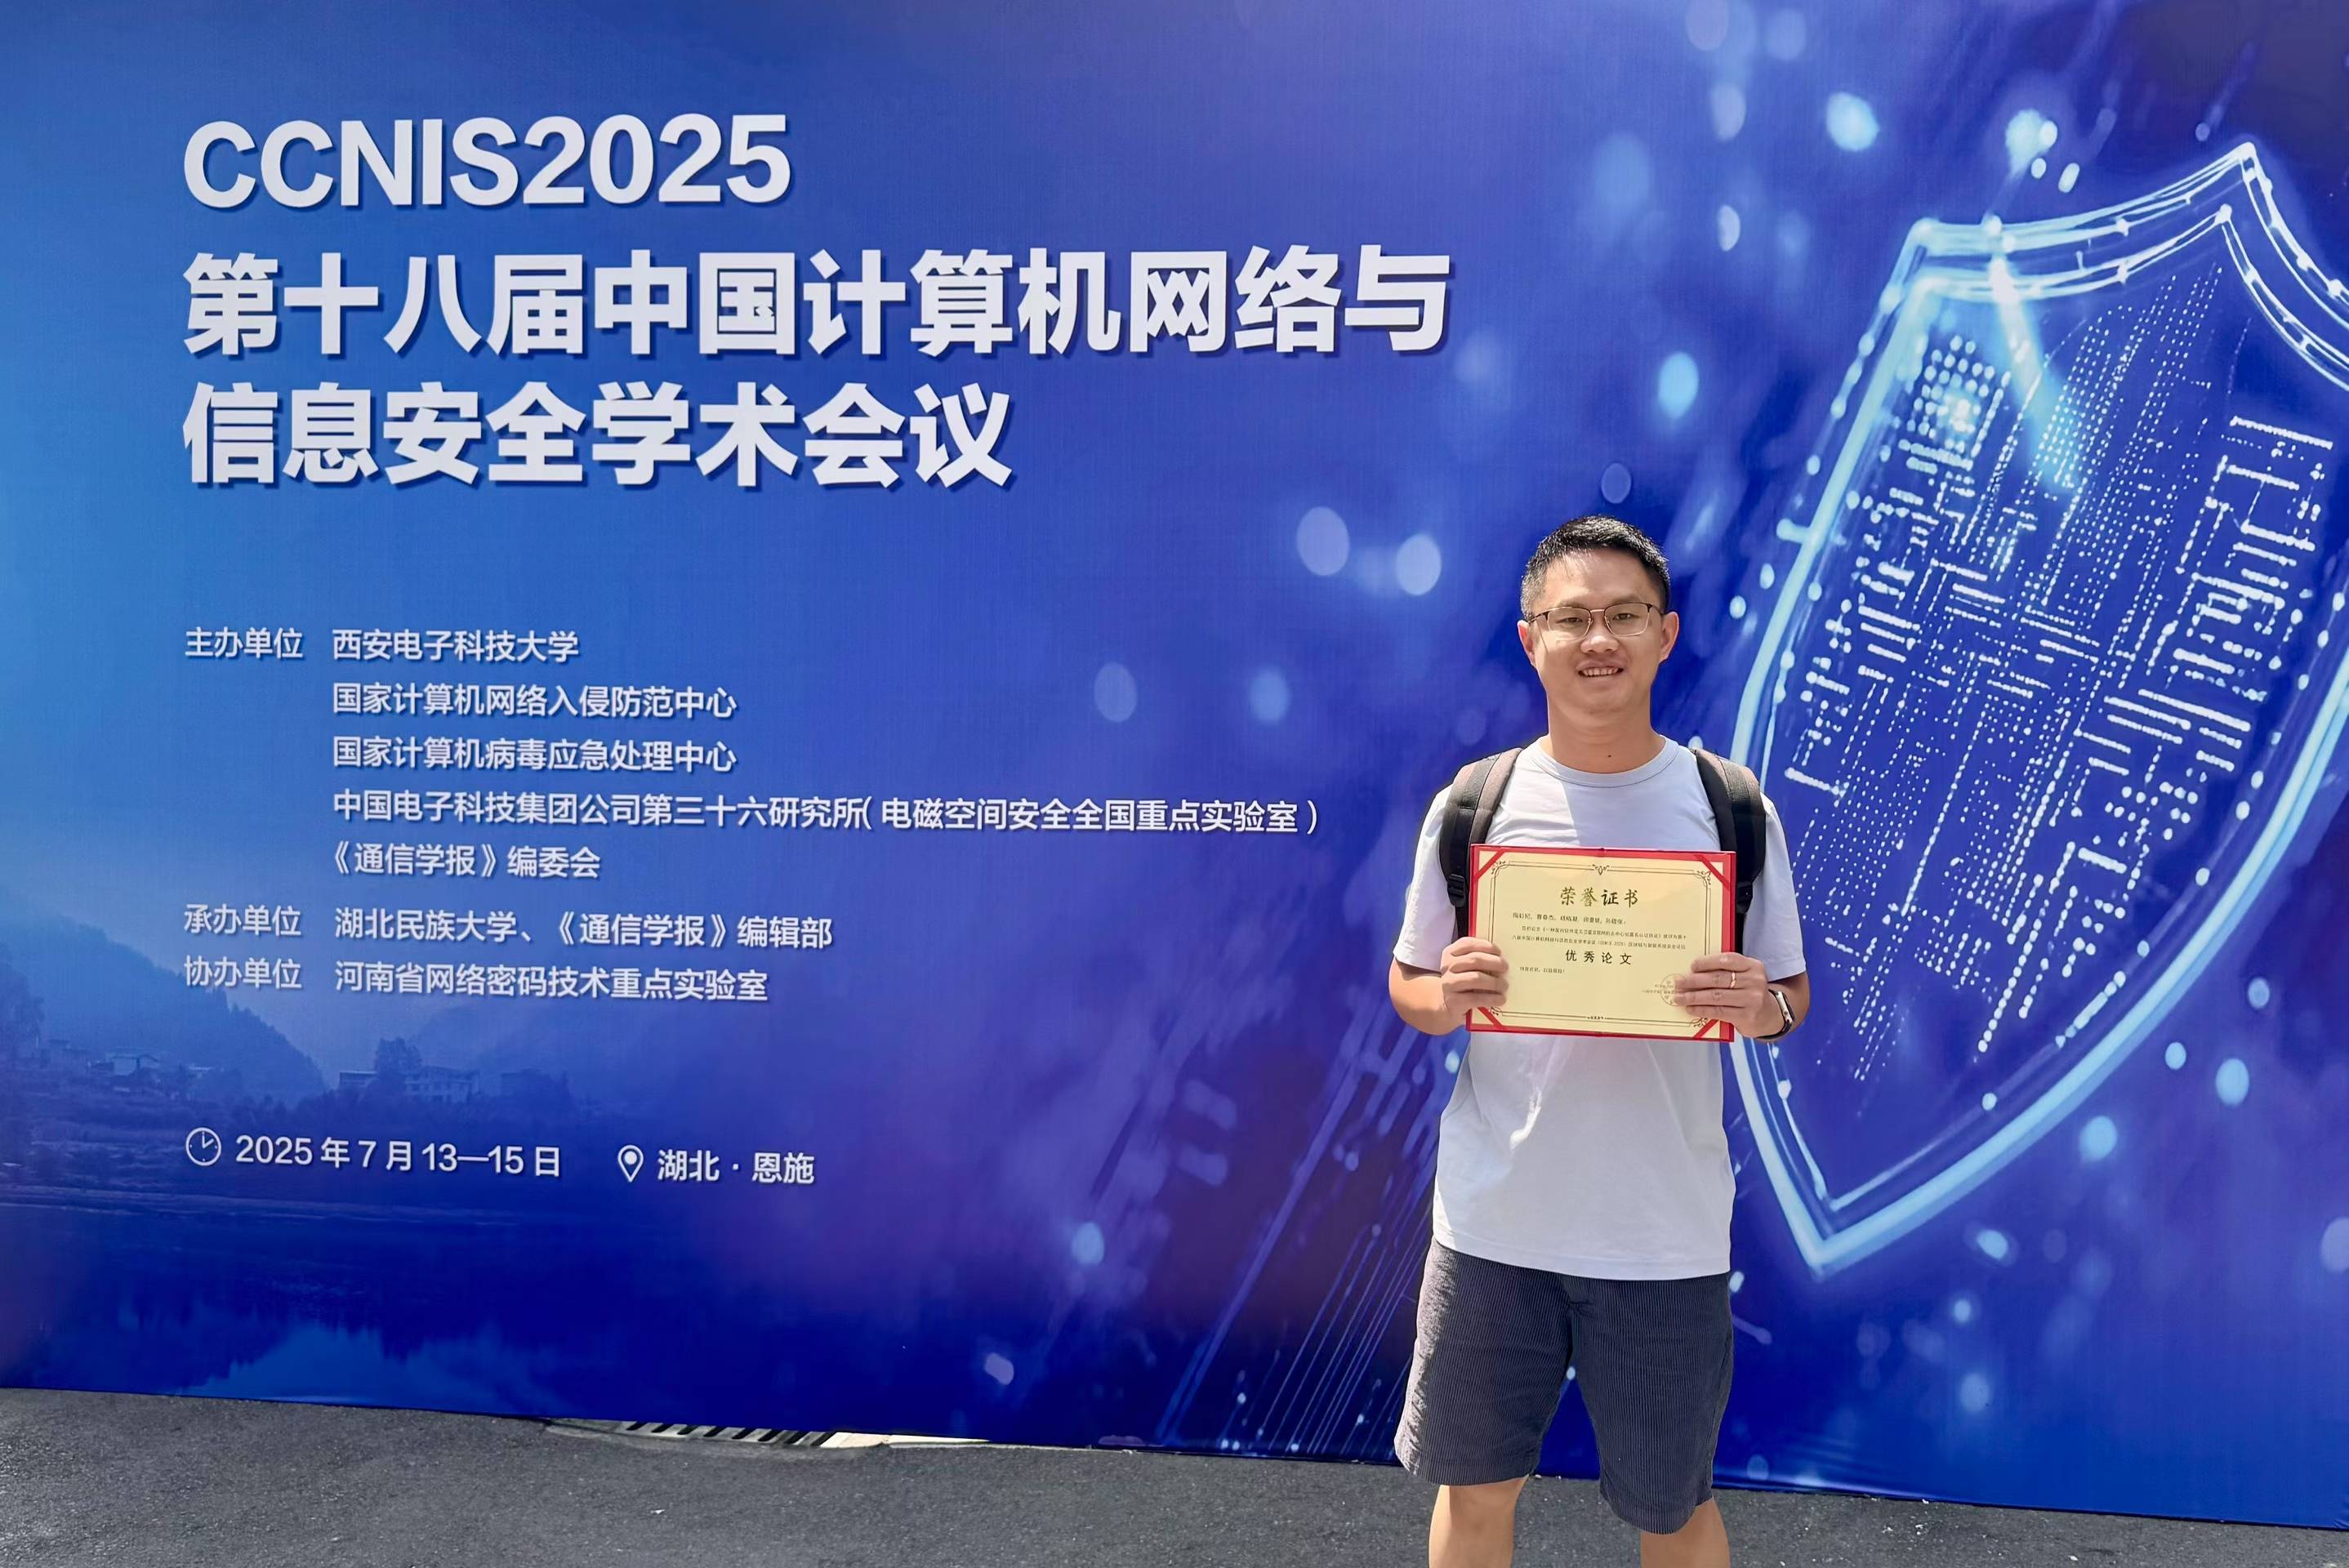 CCNIS2025
第十八届中国计算机网络与
信息安全学术会议
主办单位 西安电子科技大学
国家计算机网络入侵防范中心
国家计算机病毒应急处理中心
中国电子科技集团公司第三十六研究所(电磁空间安全全国重点实验室)
《通信学报》编委会
承办单位 湖北民族大学、《通信学报》编辑部
协办单位 河南省网络密码技术重点实验室
2025年7月13—15日 湖北·恩施
荣誉证书
优秀论文